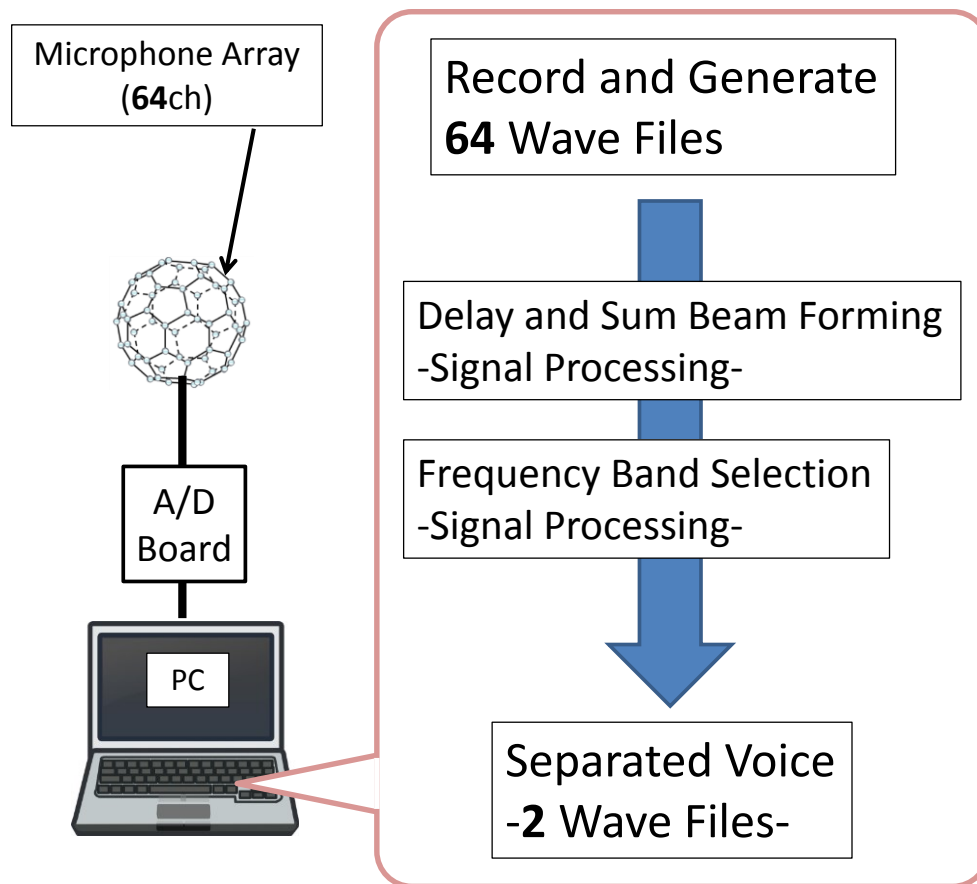 Microphone Array
(64ch)
A/D
Board
PC
Record and Generate
64 Wave Files
Delay and Sum Beam Forming
-Signal Processing-
Frequency Band Selection
-Signal Processing-
Separated Voice
-2 Wave Files-